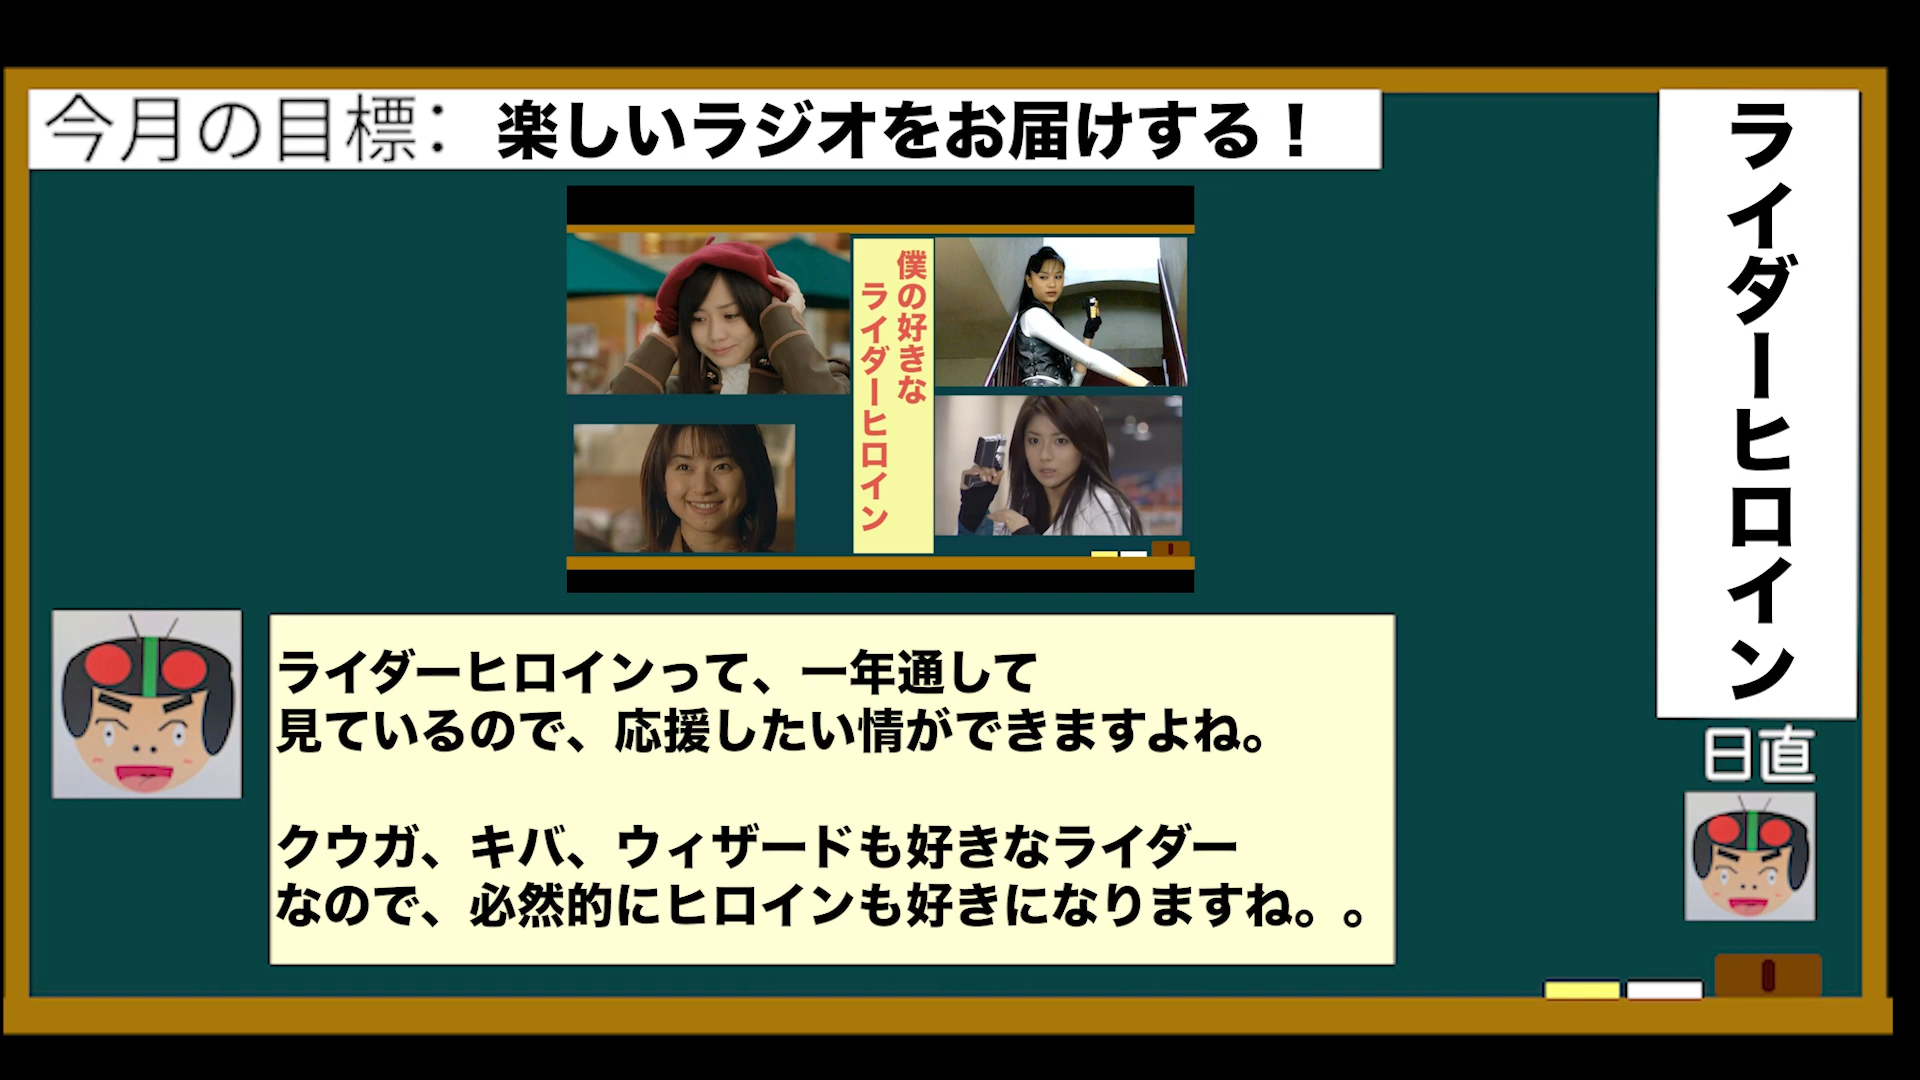 今月の目標：楽しいラジオをお届けする！
ライダーヒロイン
僕の好きな
ライダーヒロイン
ライダーヒロインって、一年通して
見ているので、応援したい情ができますよね。
クウガ、キバ、ウィザードも好きなライダー
なので、必然的にヒロインも好きになりますね。。
日直